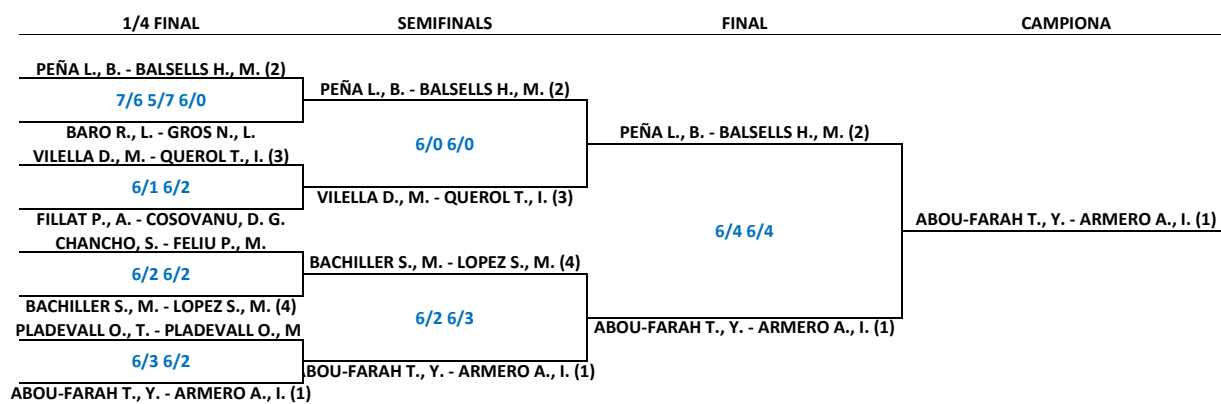 1/4 FINAL SEMIFINALS FINAL CAMPIONA
PEÑA L., B. - BALSELLS H., M. (2)
7/6 5/7 6/0
BARO R., L. - GROS N., L.
VILELLA D., M. - QUEROL T., I. (3)
6/1 6/2
FILLAT P., A. - COSOVANU, D. G.
CHANCHO, S. - FELIU P., M.
6/2 6/2
BACHILLER S., M. - LOPEZ S., M. (4)
PLADEVALL O., T. - PLADEVALL O., M
6/3 6/2
ABOU-FARAH T., Y. - ARMERO A., I. (1)
PEÑA L., B. - BALSELLS H., M. (2)
6/0 6/0
VILELLA D., M. - QUEROL T., I. (3)
BACHILLER S., M. - LOPEZ S., M. (4)
6/2 6/3
ABOU-FARAH T., Y. - ARMERO A., I. (1)
PEÑA L., B. - BALSELLS H., M. (2)
6/4 6/4
ABOU-FARAH T., Y. - ARMERO A., I. (1)
ABOU-FARAH T., Y. - ARMERO A., I. (1)